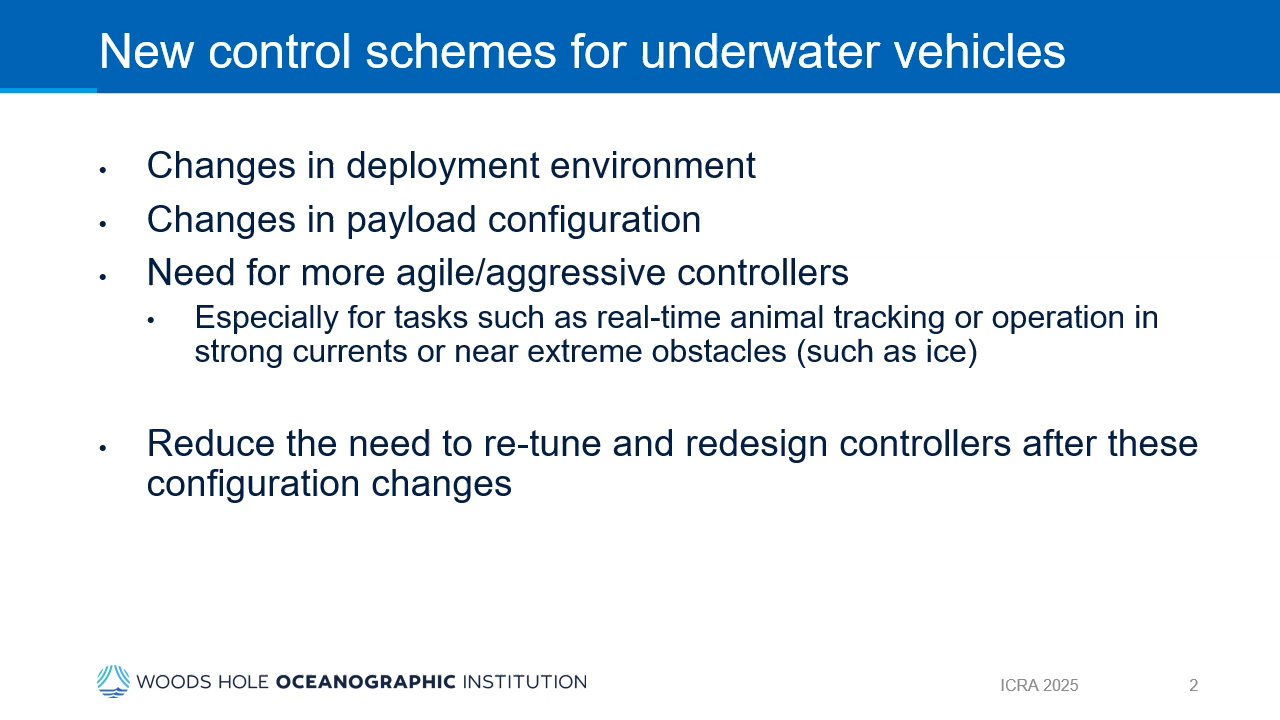 New control schemes for underwater vehicles
• Changes in deployment environment
• Changes in payload configuration
• Need for more agile/aggressive controllers
• Especially for tasks such as real-time animal tracking or operation in
strong currents or near extreme obstacles (such as ice)
• Reduce the need to re-tune and redesign controllers after these
configuration changes
WOODS HOLE OCEANOGRAPHIC INSTITUTION
ICRA 2025
2